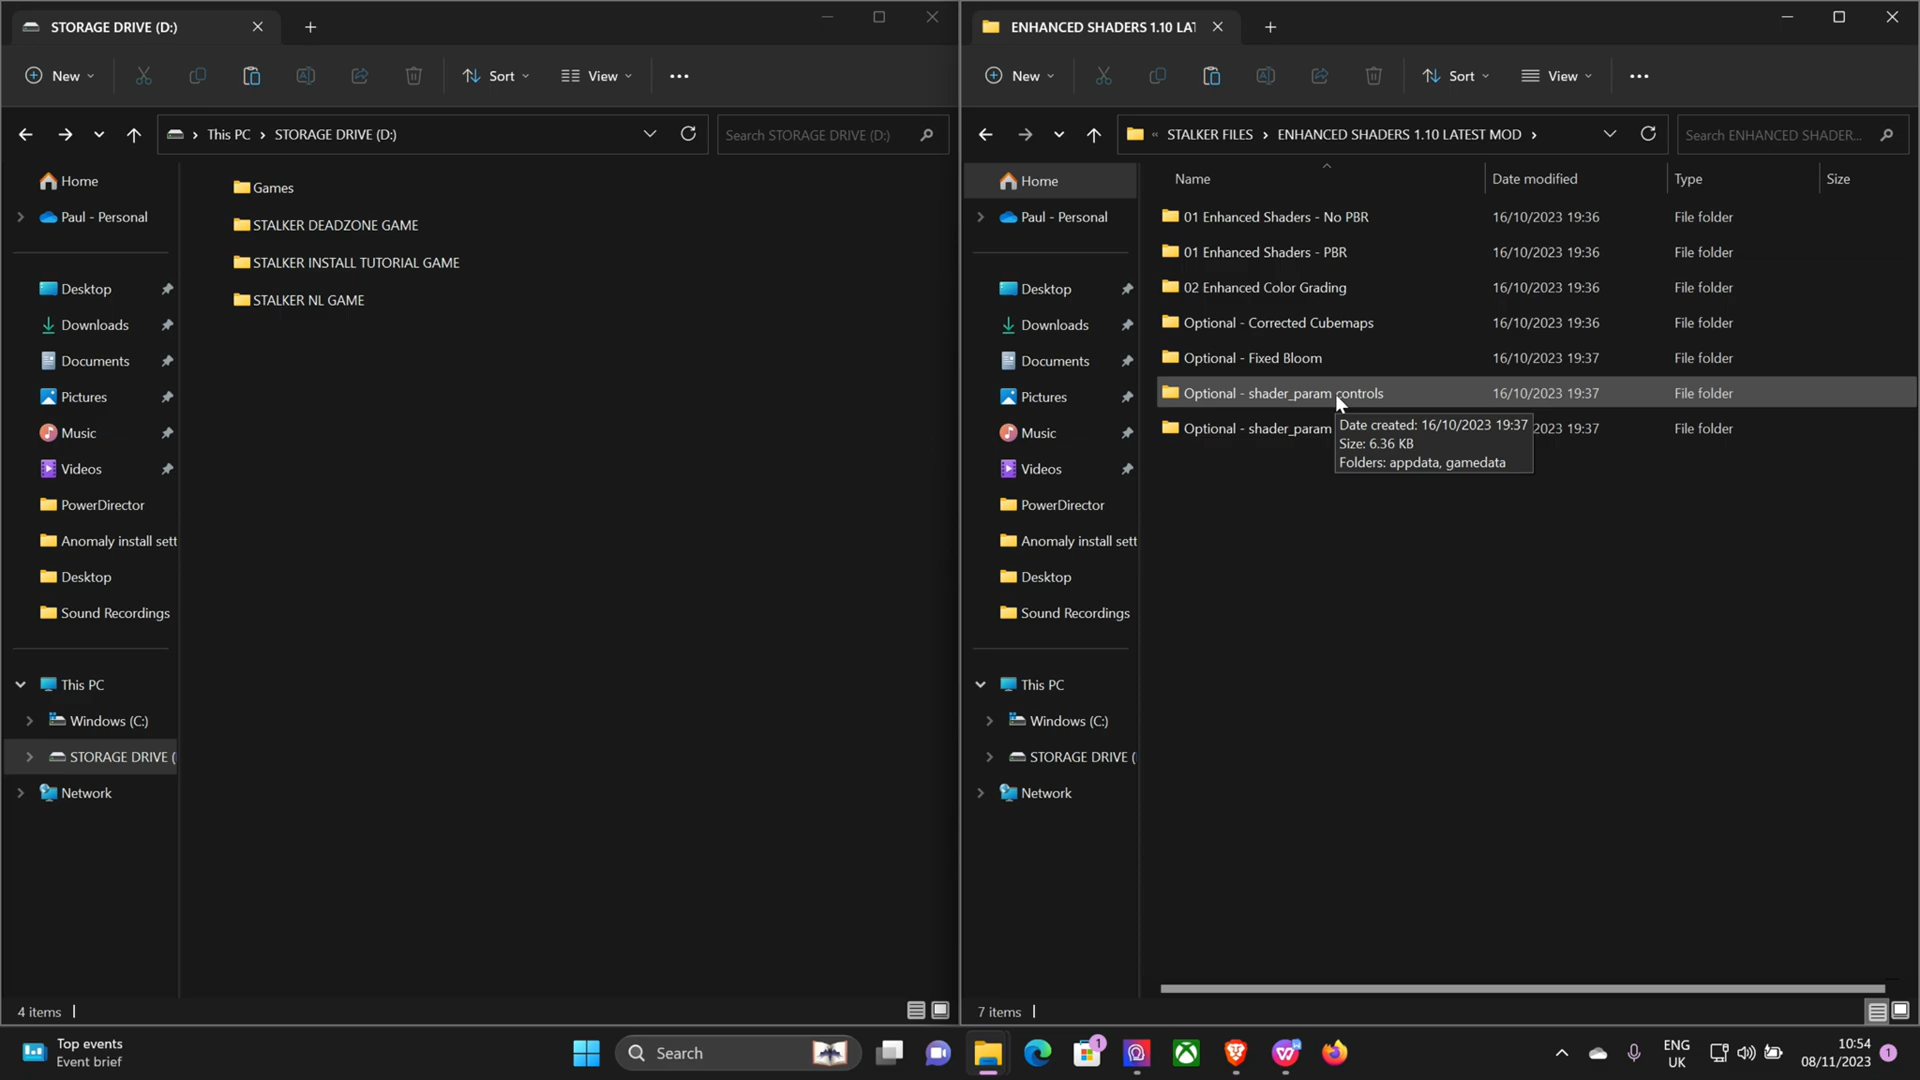 STORAGE DRIVE (D:)
New
Sort
View
This PC > STORAGE DRIVE (D:)
Search STORAGE DRIVE (D:)
Home
Paul - Personal
Desktop
Downloads
Documents
Pictures
Music
Videos
PowerDirector
Anomaly install sett
Desktop
Sound Recordings
This PC
Windows (C:)
STORAGE DRIVE (
Network
Games
STALKER DEADZONE GAME
STALKER INSTALL TUTORIAL GAME
STALKER NL GAME
4 items
ENHANCED SHADERS 1.10 LAT
New
Sort
View
« STALKER FILES > ENHANCED SHADERS 1.10 LATEST MOD >
Search ENHANCED SHADER...
Home
Paul - Personal
Desktop
Downloads
Documents
Pictures
Music
Videos
PowerDirector
Anomaly install sett
Desktop
Sound Recordings
This PC
Windows (C:)
STORAGE DRIVE (
Network
Name Date modified Type Size
01 Enhanced Shaders - No PBR 16/10/2023 19:36 File folder
01 Enhanced Shaders - PBR 16/10/2023 19:36 File folder
02 Enhanced Color Grading 16/10/2023 19:36 File folder
Optional - Corrected Cubemaps 16/10/2023 19:36 File folder
Optional - Fixed Bloom 16/10/2023 19:37 File folder
Optional - shader_param controls 16/10/2023 19:37 File folder
Optional - shader_param 2023 19:37 File folder
Date created: 16/10/2023 19:37
Size: 6.36 KB
Folders: appdata, gamedata
7 items
Top events
Event brief
Search
1
ENG
UK
10:54
08/11/2023
1